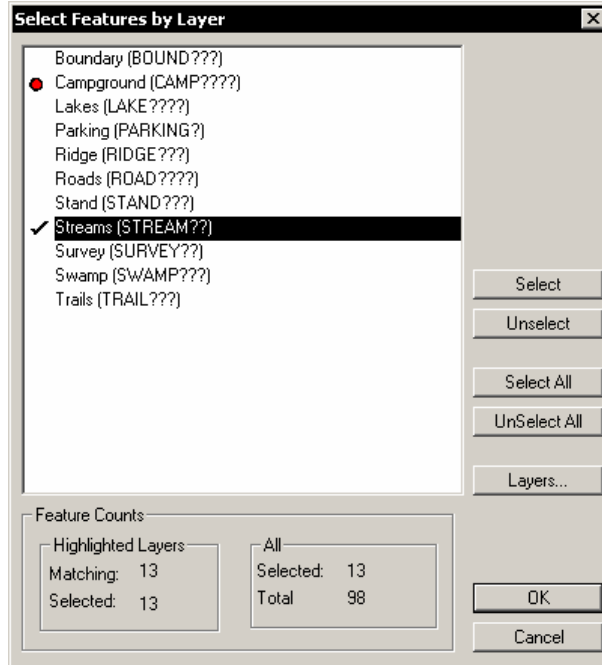 Select Features by Layer
Boundary (BOUND???)
Campground (CAMP????)
Lakes (LAKE????)
Parking (PARKING?)
Ridge (RIDGE???)
Roads (ROAD????)
Stand (STAND???)
Streams (STREAM??)
Survey (SURVEY??)
Swamp (SWAMP???)
Trails (TRAIL???)
Select
Unselect
Select All
UnSelect All
Layers...
Feature Counts
Highlighted Layers
Matching: 13
Selected: 13
All
Selected: 13
Total 98
OK
Cancel